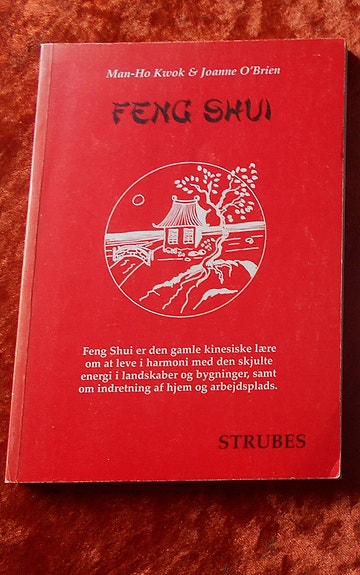 Man-Ho Kwok & Joanne O'Brien
FENG SHUI
Feng Shui er den gamle kinesiske lære
om at leve i harmoni med den skjulte
energi i landskaber og bygninger, samt
om indretning af hjem og arbejdsplads.
STRUBES